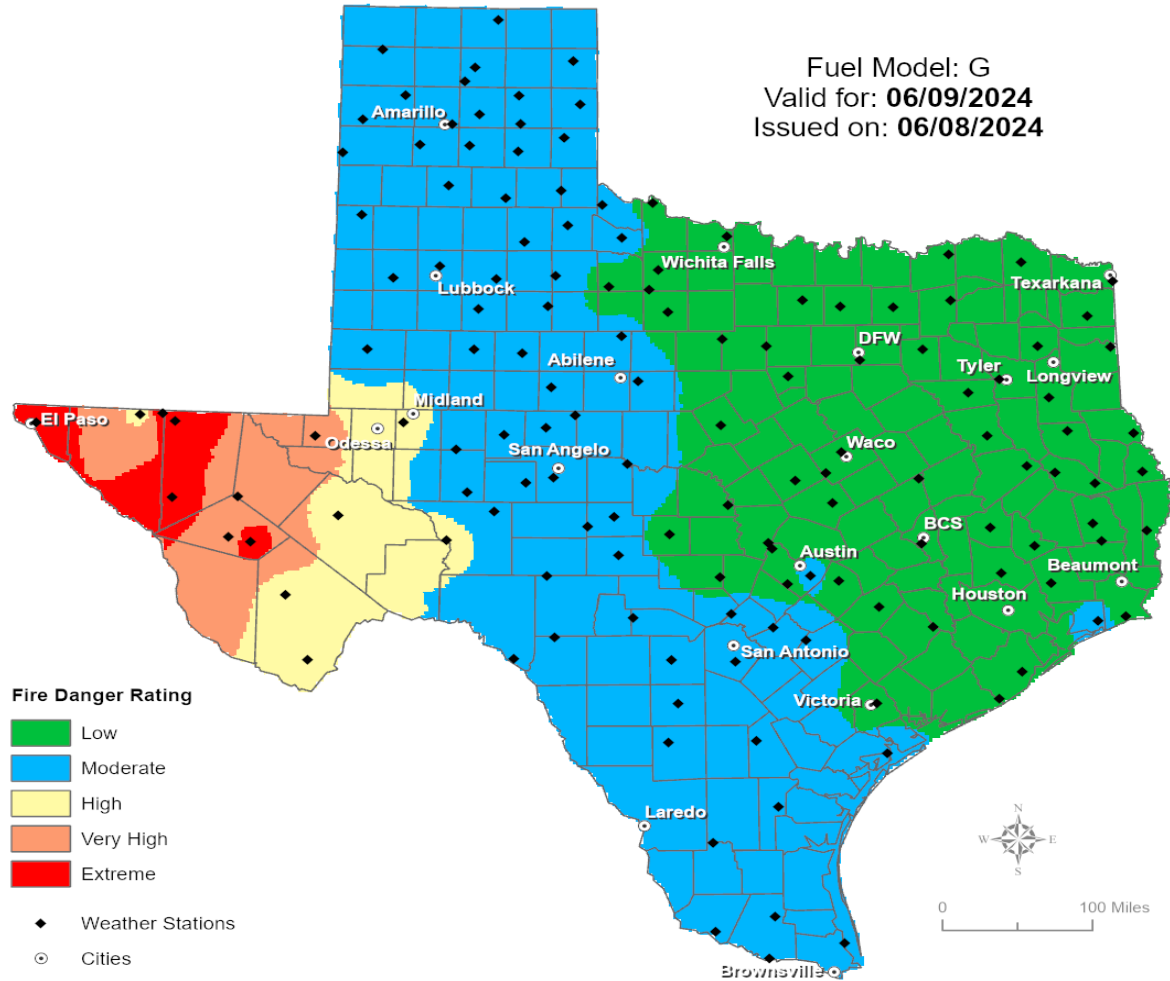 Fuel Model: G
Valid for: 06/09/2024
Issued on: 06/08/2024
Amarillo
Wichita Falls
Texarkana
Lubbock
DFW
Abilene
Tyler
Longview
Midland
El Paso
Odessa
Waco
San Angelo
BCS
Austin
Beaumont
Houston
San Antonio
Victoria
Laredo
Brownsville
Fire Danger Rating
Low
Moderate
High
Very High
Extreme
Weather Stations
Cities
N
W E
S
0 100 Miles